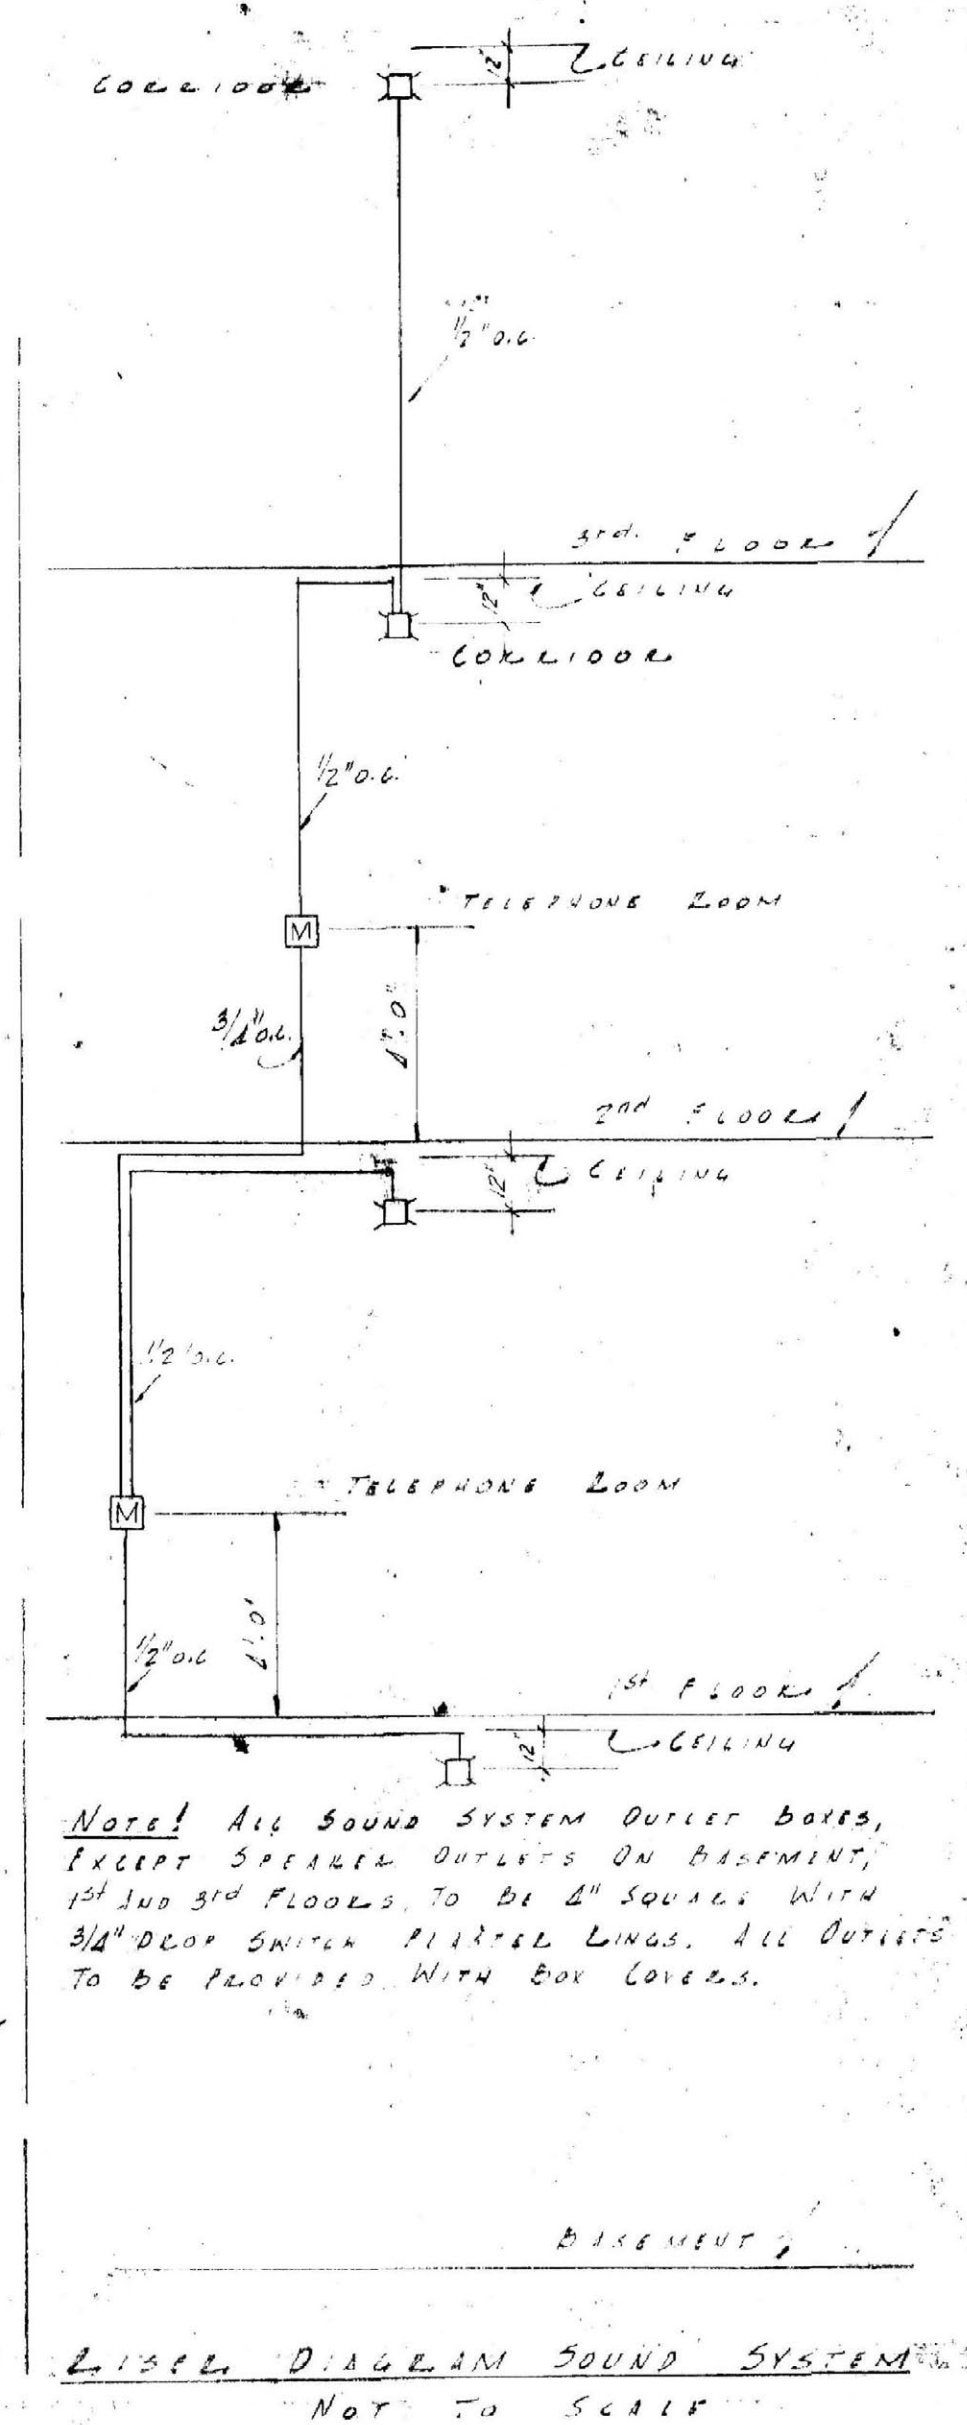 12"
CEILING
CORRIDOR
1/2" O.C.
3rd. FLOOR
12"
CEILING
CORRIDOR
1/2" O.C.
TELEPHONE ROOM
M
3/4" O.C.
4'.0"
2nd FLOOR
12"
CEILING
1/2" O.C.
TELEPHONE ROOM
M
1/2" O.C
4'.0"
1st FLOOR
12"
CEILING
NOTE! ALL SOUND SYSTEM OUTLET BOXES,
EXCEPT SPEAKER OUTLETS ON BASEMENT,
1st AND 3rd FLOORS, TO BE 4" SQUARE WITH
3/4" DROP SWITCH PLASTER RINGS. ALL OUTLETS
TO BE PROVIDED WITH BOX COVERS.
BASEMENT
RISER DIAGRAM SOUND SYSTEM
NOT TO SCALE